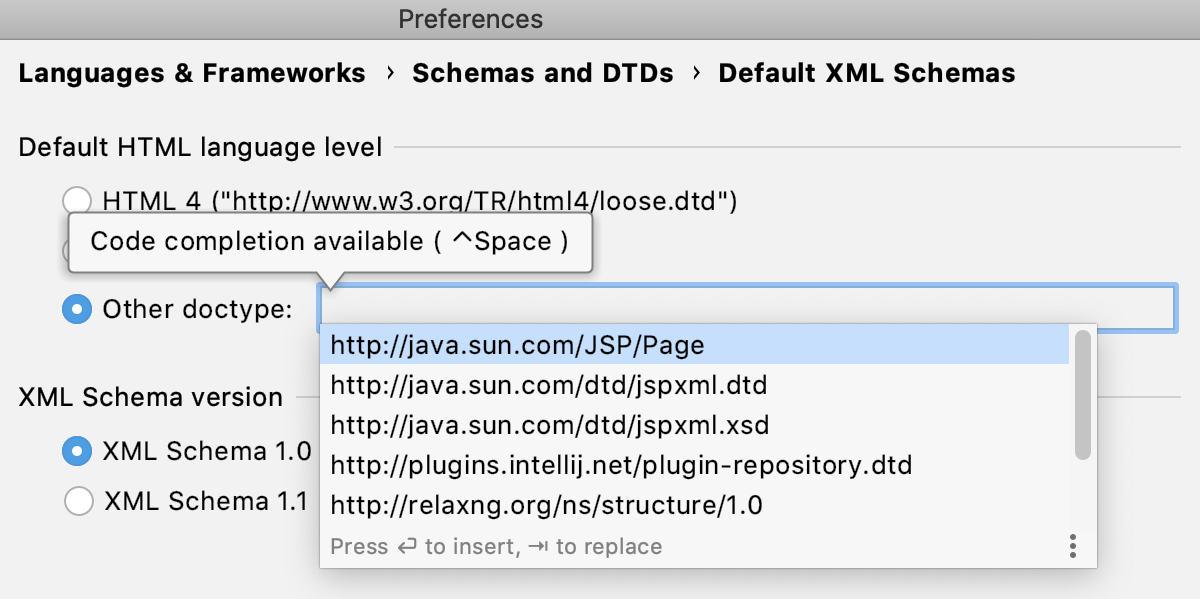 Preferences
Languages & Frameworks › Schemas and DTDs › Default XML Schemas
Default HTML language level
HTML 4 ("http://www.w3.org/TR/html4/loose.dtd")
Code completion available ( ^Space )
Other doctype:
http://java.sun.com/JSP/Page
http://java.sun.com/dtd/jspxml.dtd
XML Schema version
http://java.sun.com/dtd/jspxml.xsd
XML Schema 1.0
http://plugins.intellij.net/plugin-repository.dtd
XML Schema 1.1
http://relaxng.org/ns/structure/1.0
Press ↩ to insert, ⇥ to replace